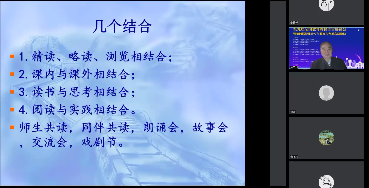 几个结合
1.精读、略读、浏览相结合；
2.课内与课外相结合；
3.读书与思考相结合；
4.阅读与实践相结合。
师生共读，同伴共读，朗诵会，故事会
，交流会，戏剧节。